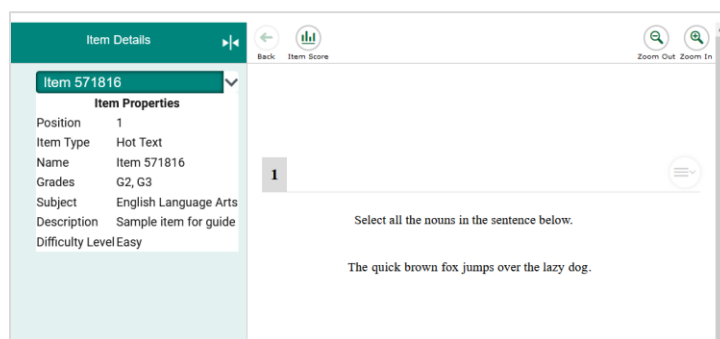 Item Details
Item 571816
Item Properties
Position 1
Item Type Hot Text
Name Item 571816
Grades G2, G3
Subject English Language Arts
Description Sample item for guide
Difficulty Level Easy
Back Item Score
Zoom Out Zoom In
1
Select all the nouns in the sentence below.
The quick brown fox jumps over the lazy dog.